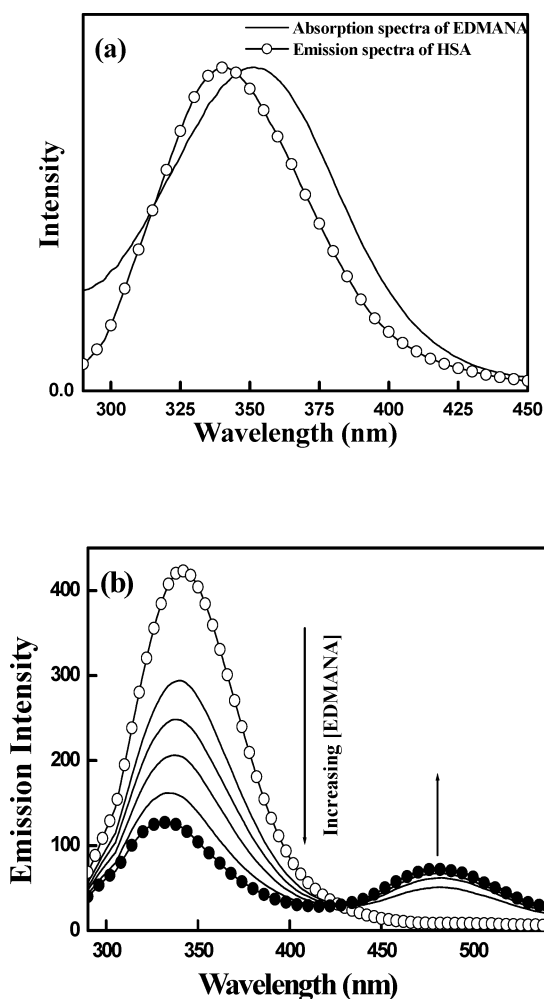 (a)
Absorption spectra of EDMANA
Emission spectra of HSA
Intensity
0.0
300 325 350 375 400 425 450
Wavelength (nm)
(b)
400
300
200
100
0
Emission Intensity
Increasing [EDMANA]
300 350 400 450 500
Wavelength (nm)